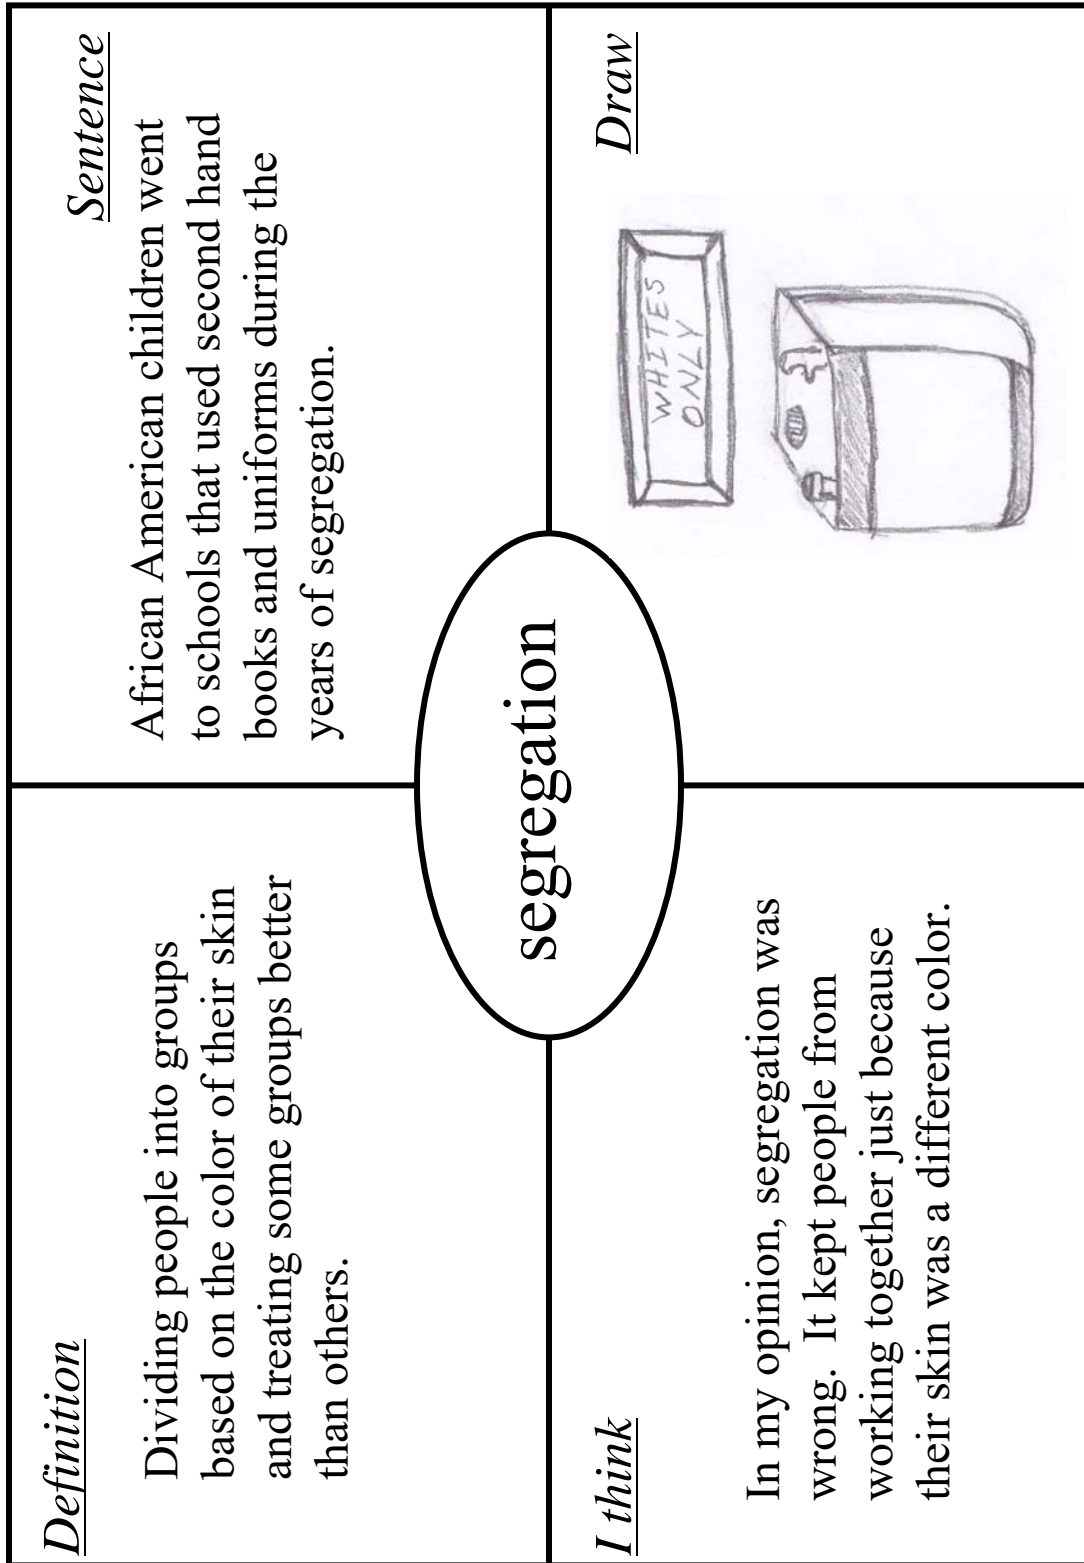 Definition
Dividing people into groups
based on the color of their skin
and treating some groups better
than others.
Sentence
African American children went
to schools that used second hand
books and uniforms during the
years of segregation.
segregation
I think
In my opinion, segregation was
wrong. It kept people from
working together just because
their skin was a different color.
Draw
WHITES
ONLY